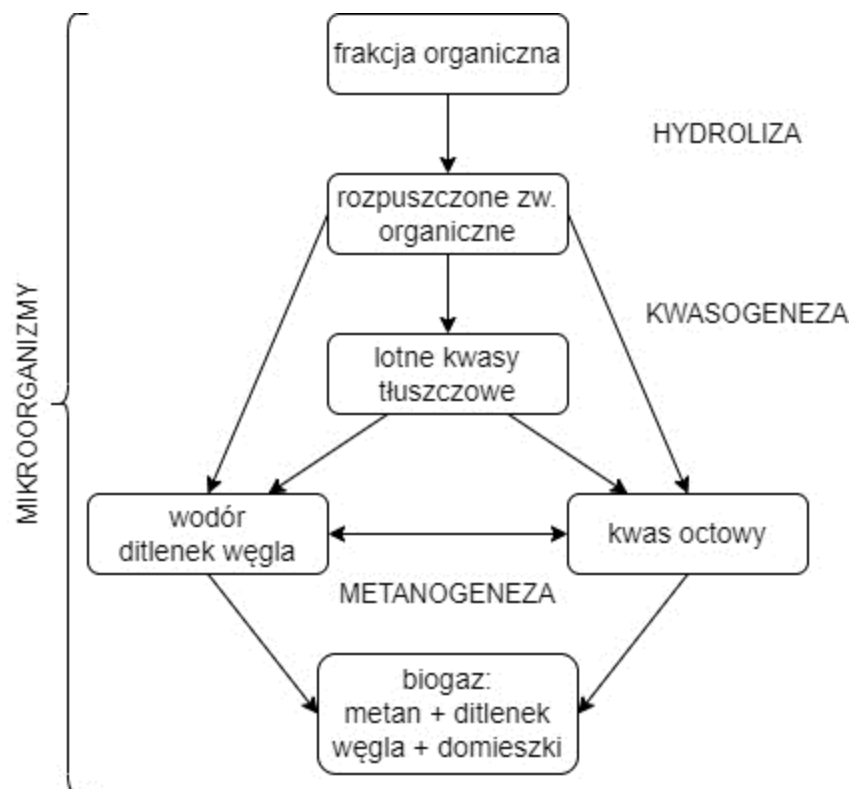 frakcja organiczna
HYDROLIZA
rozpuszczone zw.
organiczne
KWASOGENEZA
lotne kwasy
tłuszczowe
MIKROORGANIZMY
wodór
ditlenek węgla
kwas octowy
METANOGENEZA
biogaz:
metan + ditlenek
węgla + domieszki